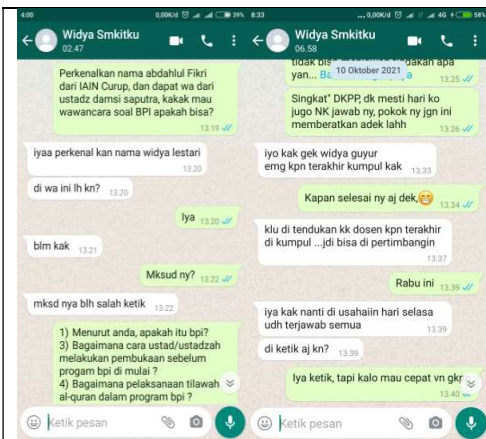 4:00
0,00K/d
39%
Widya Smkitku
02.47
Perkenalkan nama abdahlul Fikri
dari IAIN Curup, dan dapat wa dari
ustadz damsi saputra, kakak mau
wawancara soal BPI apakah bisa?
13.19
iyaa perkenal kan nama widya lestari
13.20
di wa ini lh kn? 13.20
Iya 13.20
blm kak 13.21
Mksud ny? 13.22
mksd nya blh salah ketik 13.22
1) Menurut anda, apakah itu bpi?
3) Bagaimana cara ustad/ustadzah
melakukan pembukaan sebelum
progam bpi di mulai ?
4) Bagaimana pelaksanaan tilawah
al-quran dalam program bpi ?
Ketik pesan
8:33
... 0,00K/d
4G
58%
Widya Smkitku
06.58
10 Oktober 2021
yan...
13.25
Singkat" DKPP, dk mesti hari ko
jugo NK jawab ny, pokok ny jgn ini
memberatkan adek lahh
13.26
iyo kak gek widya guyur
emg kpn terakhir kumpul kak 13.33
Kapan selesai ny aj dek,😁 13.34
klu di tendukan kk dosen kpn terakhir
di kumpul ...jdi bisa di pertimbangin
13.37
Rabu ini 13.39
iya kak nanti di usahaiin hari selasa
udh terjawab semua 13.39
di ketik aj kn? 13.39
Iya ketik, tapi kalo mau cepat vn
13.40
Ketik pesan